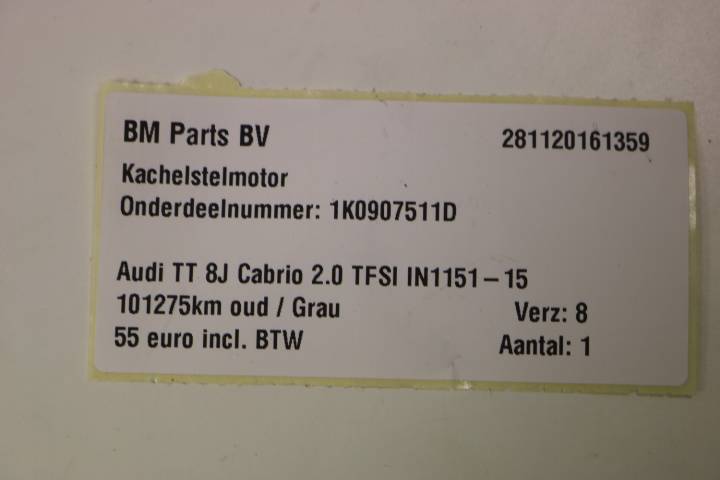 BM Parts BV 281120161359
Kachelstelmotor
Onderdeelnummer: 1K0907511D
Audi TT 8J Cabrio 2.0 TFSI IN1151-15
101275km oud / Grau Verz: 8
55 euro incl. BTW Aantal: 1